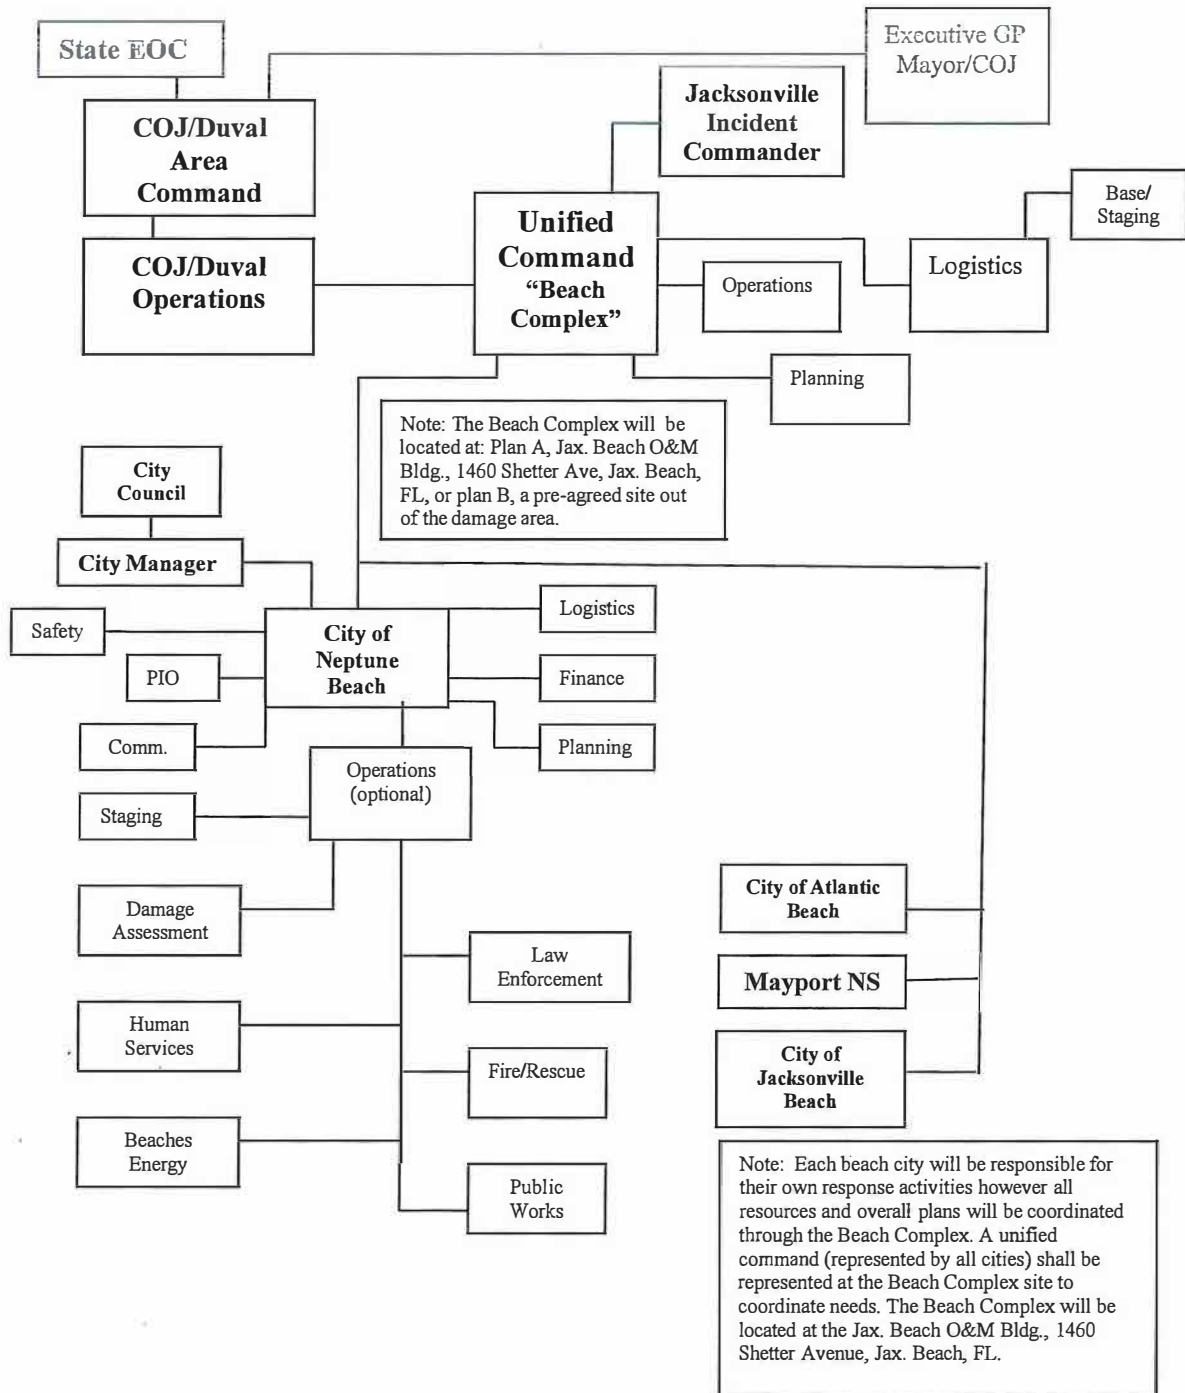 State EOC
Executive GP
Mayor/COJ
COJ/Duval
Area
Command
Jacksonville
Incident
Commander
Base/
Staging
Unified
Command
“Beach
Complex”
COJ/Duval
Operations
Logistics
Operations
Planning
Note: The Beach Complex will be
located at: Plan A, Jax. Beach O&M
Bldg., 1460 Shetter Ave, Jax. Beach,
FL, or plan B, a pre-agreed site out
of the damage area.
City
Council
City Manager
Safety
City of
Neptune
Beach
Logistics
PIO
Finance
Comm.
Planning
Operations
(optional)
Staging
Damage
Assessment
Law
Enforcement
Human
Services
Fire/Rescue
Beaches
Energy
Public
Works
City of Atlantic
Beach
Mayport NS
City of
Jacksonville
Beach
Note: Each beach city will be responsible for
their own response activities however all
resources and overall plans will be coordinated
through the Beach Complex. A unified
command (represented by all cities) shall be
represented at the Beach Complex site to
coordinate needs. The Beach Complex will be
located at the Jax. Beach O&M Bldg., 1460
Shetter Avenue, Jax. Beach, FL.